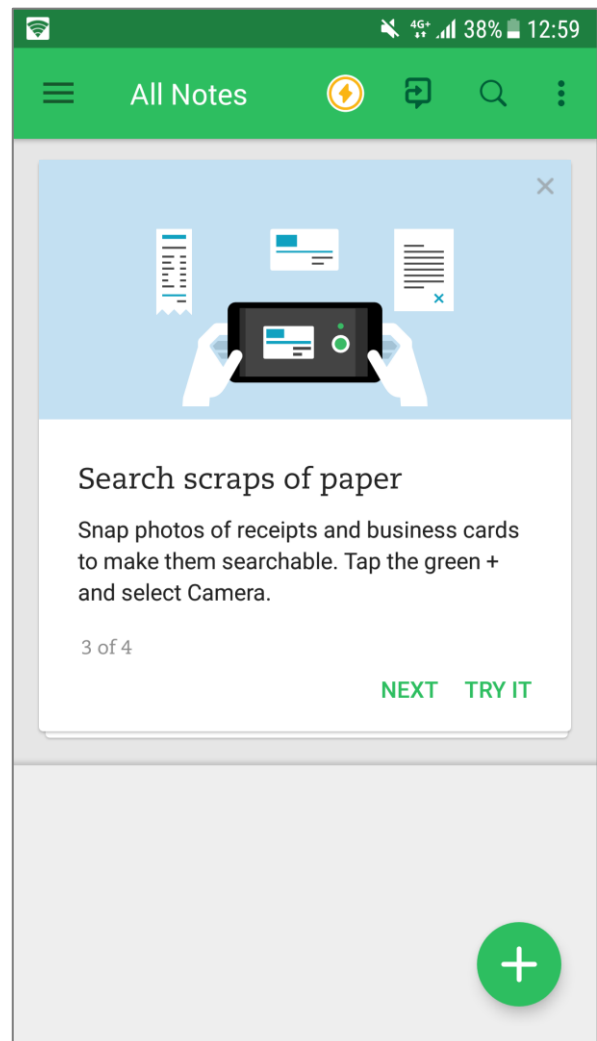 4G+ 38% 12:59
All Notes
Search scraps of paper
Snap photos of receipts and business cards
to make them searchable. Tap the green +
and select Camera.
3 of 4
NEXT TRY IT